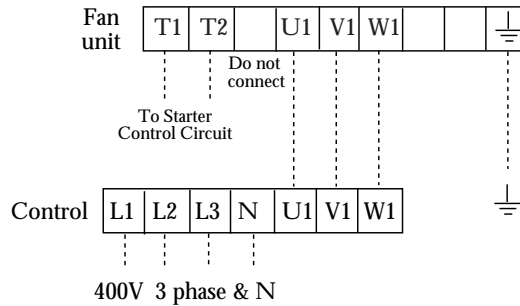 Fan unit T1 T2 U1 V1 W1
Do not connect
To Starter
Control Circuit
Control L1 L2 L3 N U1 V1 W1
400V 3 phase & N